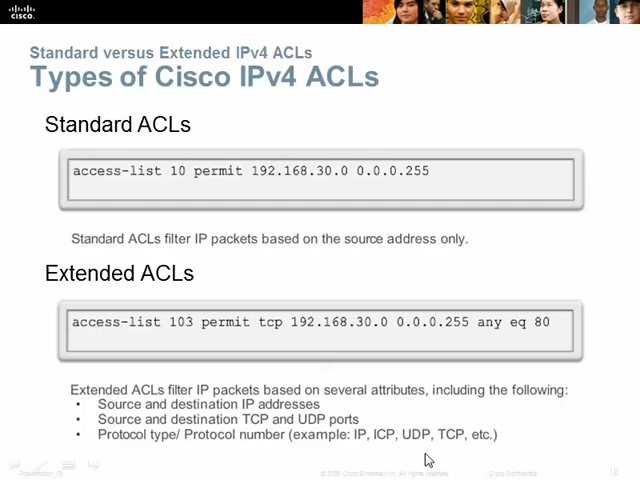 CISCO
Standard versus Extended IPv4 ACLs
Types of Cisco IPv4 ACLs
Standard ACLs
access-list 10 permit 192.168.30.0 0.0.0.255
Standard ACLs filter IP packets based on the source address only.
Extended ACLs
access-list 103 permit tcp 192.168.30.0 0.0.0.255 any eq 80
Extended ACLs filter IP packets based on several attributes, including the following:
• Source and destination IP addresses
• Source and destination TCP and UDP ports
• Protocol type/ Protocol number (example: IP, ICP, UDP, TCP, etc.)
Presentation_ID
Cisco Confidential